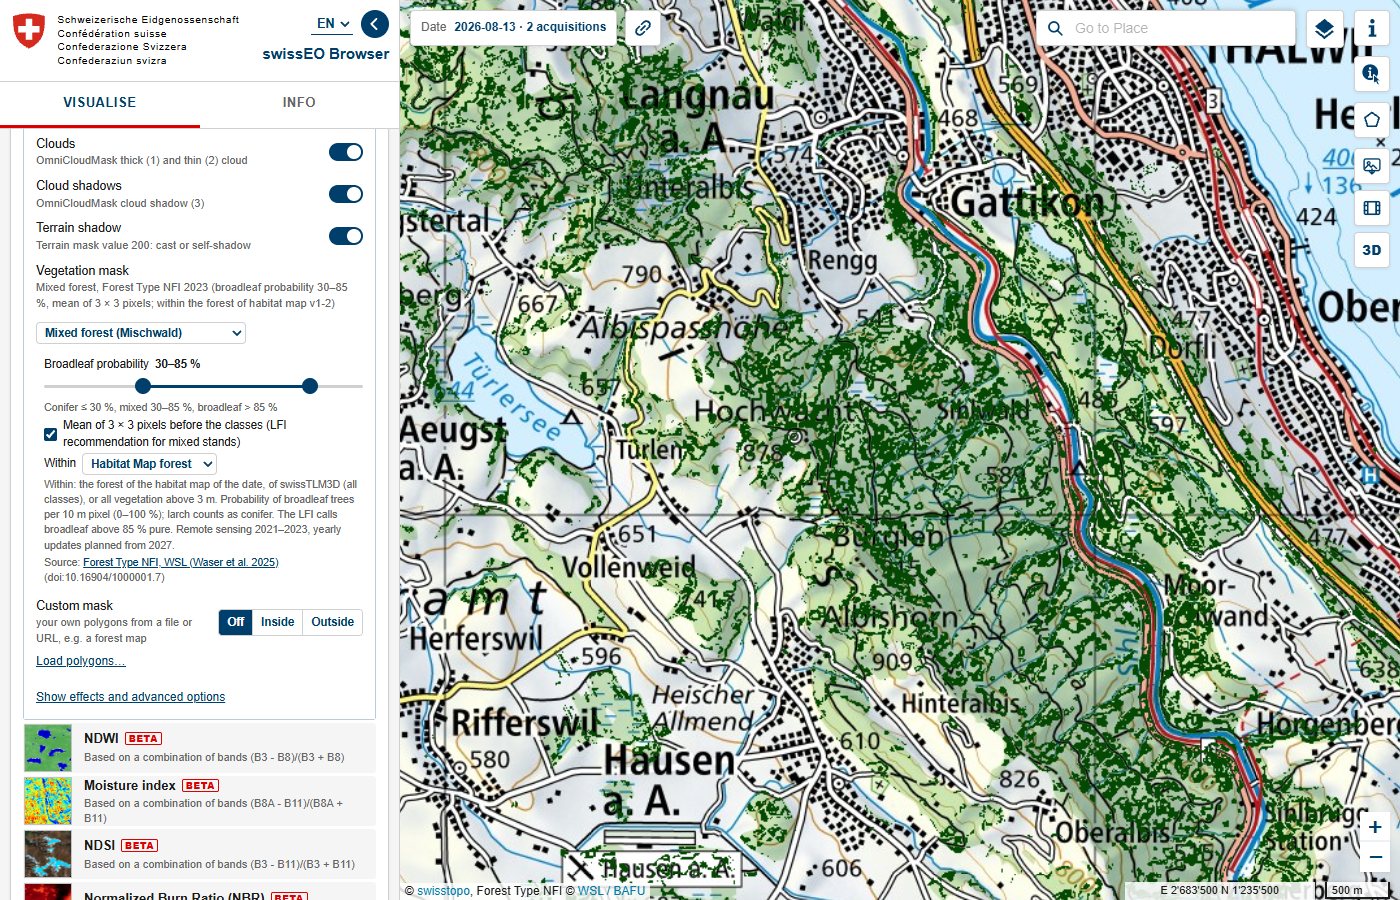 Schweizerische Eidgenossenschaft
Confédération suisse
Confederazione Svizzera
Confederaziun svizra
EN
swissEO Browser
VISUALISE
INFO
Clouds
OmniCloudMask thick (1) and thin (2) cloud
Cloud shadows
OmniCloudMask cloud shadow (3)
Terrain shadow
Terrain mask value 200: cast or self-shadow
Vegetation mask
Mixed forest, Forest Type NFI 2023 (broadleaf probability 30–85
%, mean of 3 × 3 pixels; within the forest of habitat map v1-2)
Mixed forest (Mischwald)
Broadleaf probability 30–85 %
Conifer ≤ 30 %, mixed 30–85 %, broadleaf > 85 %
Mean of 3 × 3 pixels before the classes (LFI
recommendation for mixed stands)
Within Habitat Map forest
Within: the forest of the habitat map of the date, of swissTLM3D (all
classes), or all vegetation above 3 m. Probability of broadleaf trees
per 10 m pixel (0–100 %); larch counts as conifer. The LFI calls
broadleaf above 85 % pure. Remote sensing 2021–2023, yearly
updates planned from 2027.
Source: Forest Type NFI, WSL (Waser et al. 2025)
(doi:10.16904/1000001.7)
Custom mask
your own polygons from a file or
URL, e.g. a forest map
Off
Inside
Outside
Load polygons…
Show effects and advanced options
NDWI BETA
Based on a combination of bands (B3 - B8)/(B3 + B8)
Moisture index BETA
Based on a combination of bands (B8A - B11)/(B8A +
B11)
NDSI BETA
Based on a combination of bands (B3 - B11)/(B3 + B11)
Normalized Burn Ratio (NBR) BETA
Date 2026-08-13 · 2 acquisitions
Go to Place
3D
THALWIL
3
569
468
Langnau
a. A.
574
Unteralbis
Gattikon
424
Rengg
790
667
Albispasshöhe
541
477
Dörfli
Ober
657
Türlersee
Hochwacht
Sihlwald
485
597
Aeugst
a. A.
Türlen
878
H
651
Bürglen
477
Vollenweid
a m t
Albishorn
Moor-
Herferswil
596
909
Sihl
Heischer
Allmend
Hinteralbis
Rifferswil
610
Horgenber
580
Hausen
a. A.
826
Oberalbis
Sihlbrugg
Station
Hausen a. A.
606
© swisstopo, Forest Type NFI © WSL / BAFU
E 2'683'500 N 1'235'500
500 m